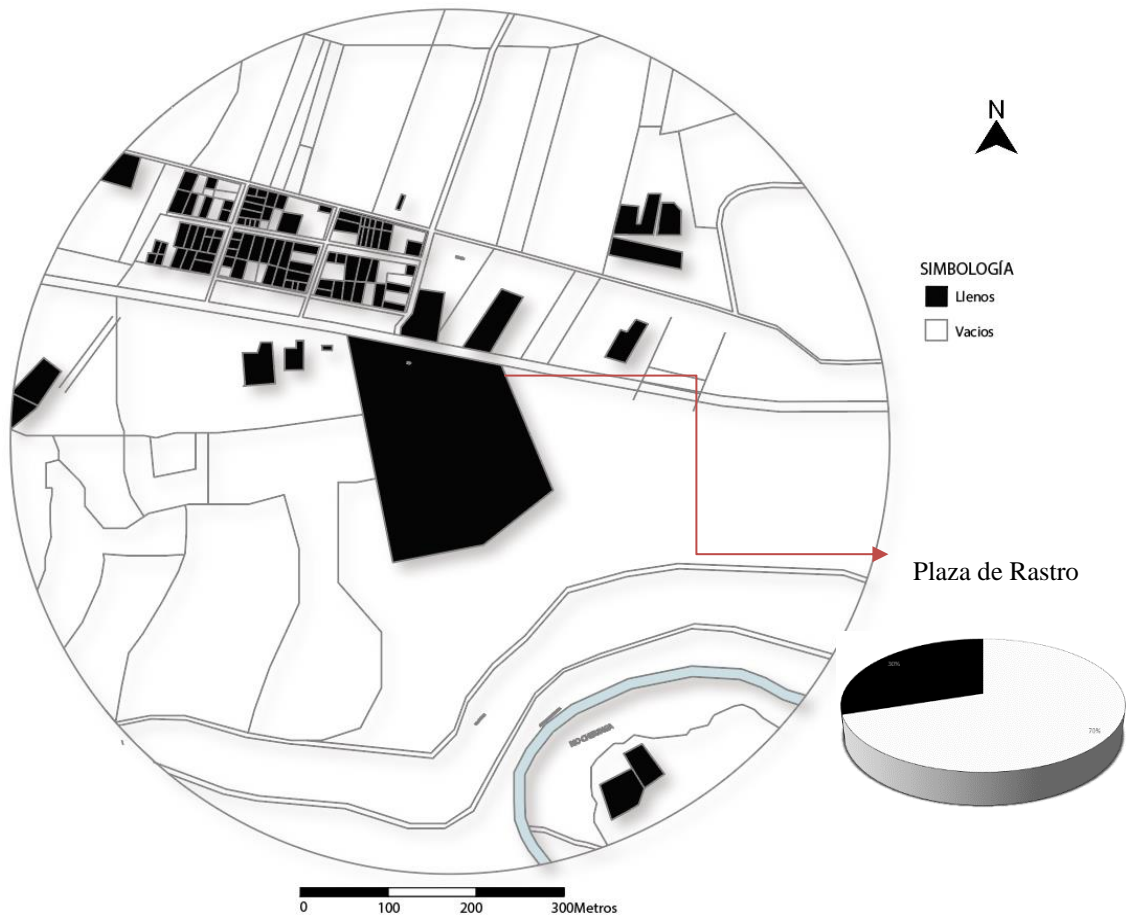 N
SIMBOLOGÍA
Llenos
Vacios
Plaza de Rastro
30%
70%
0 100 200 300Metros